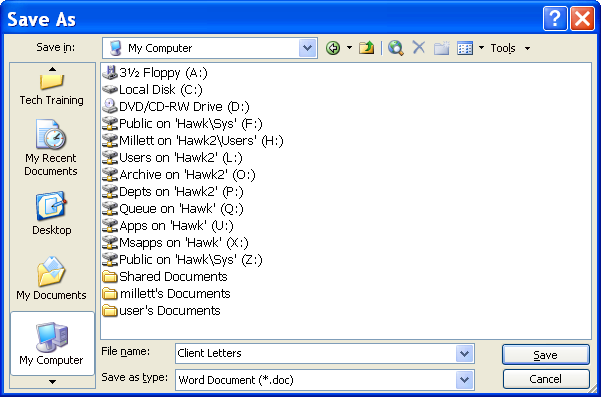 Save As
Save in:
My Computer
Tools
Tech Training
My Recent
Documents
Desktop
My Documents
My Computer
3½ Floppy (A:)
Local Disk (C:)
DVD/CD-RW Drive (D:)
Public on 'Hawk\Sys' (F:)
Millett on 'Hawk2\Users' (H:)
Users on 'Hawk2' (L:)
Archive on 'Hawk2' (O:)
Depts on 'Hawk2' (P:)
Queue on 'Hawk' (Q:)
Apps on 'Hawk' (U:)
Msapps on 'Hawk' (X:)
Public on 'Hawk\Sys' (Z:)
Shared Documents
millett's Documents
user's Documents
File name:
Client Letters
Save
Save as type:
Word Document (*.doc)
Cancel